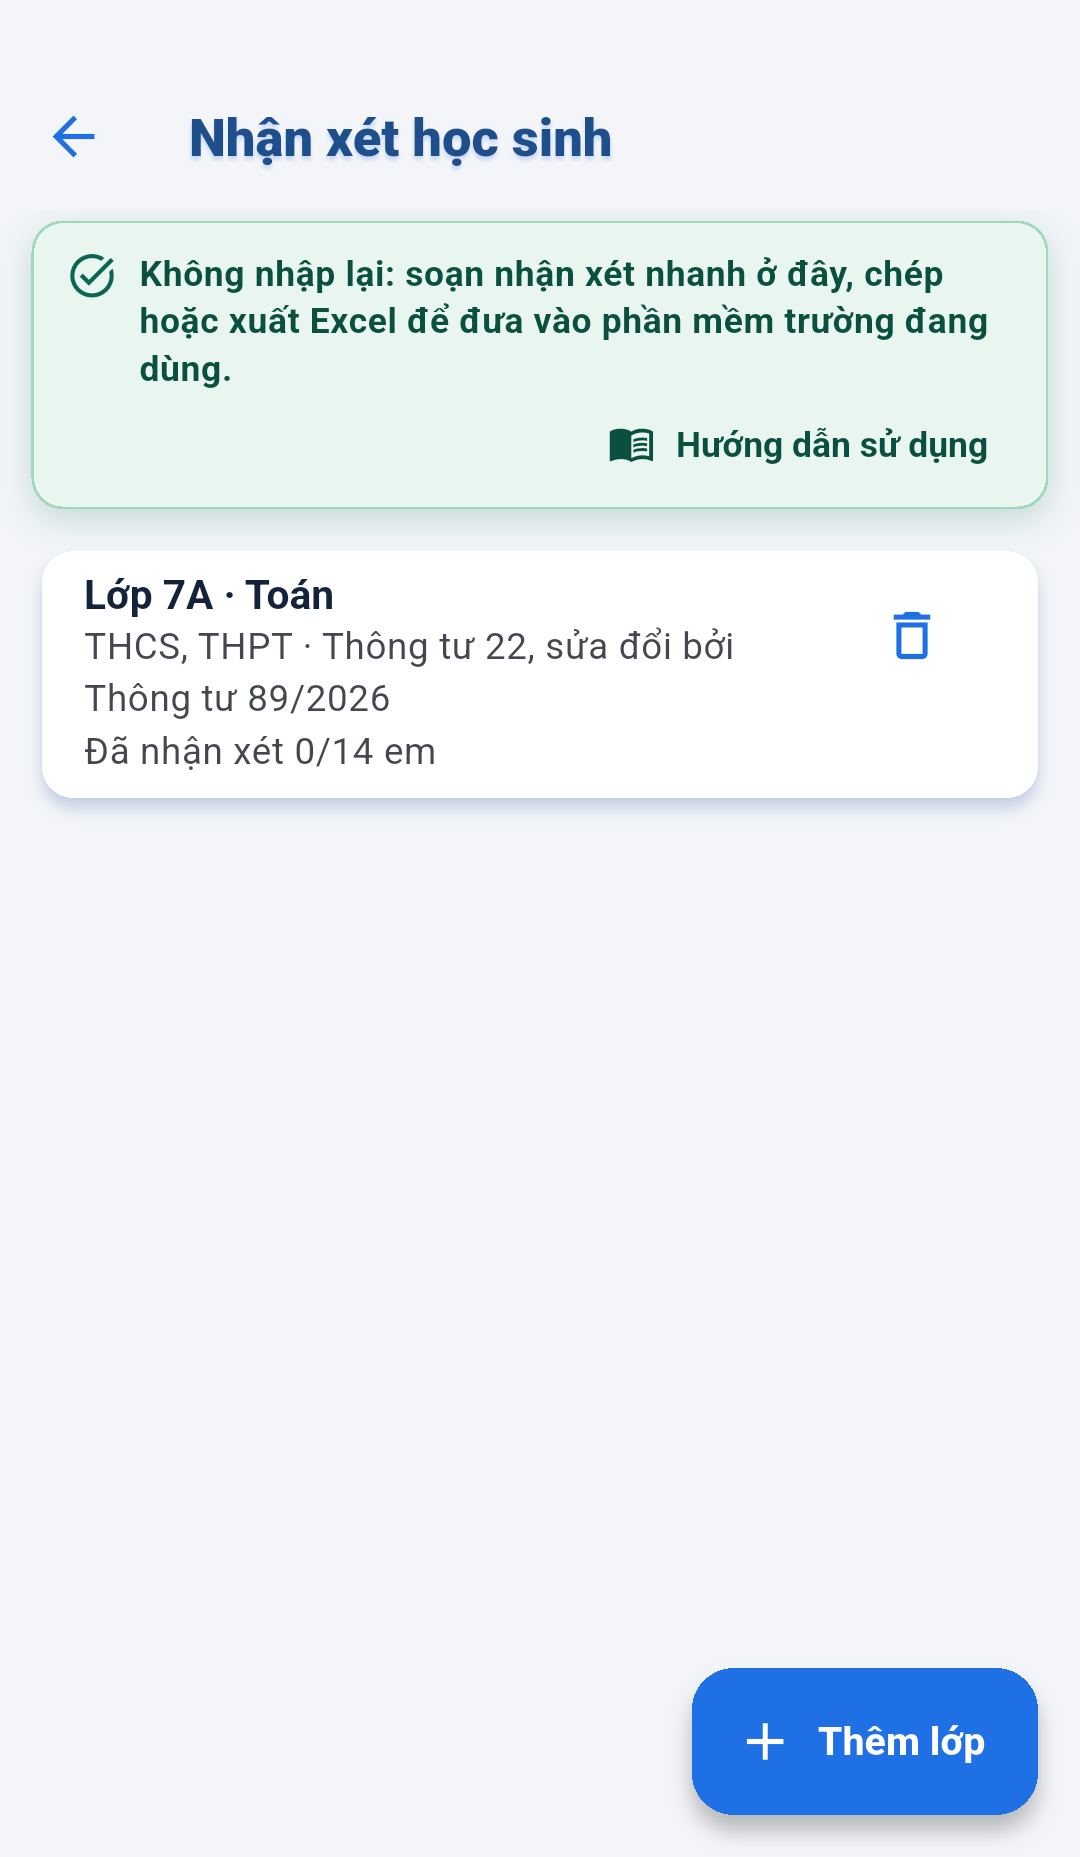 Nhận xét học sinh
Không nhập lại: soạn nhận xét nhanh ở đây, chép
hoặc xuất Excel để đưa vào phần mềm trường đang
dùng.
Hướng dẫn sử dụng
Lớp 7A · Toán
THCS, THPT · Thông tư 22, sửa đổi bởi
Thông tư 89/2026
Đã nhận xét 0/14 em
Thêm lớp